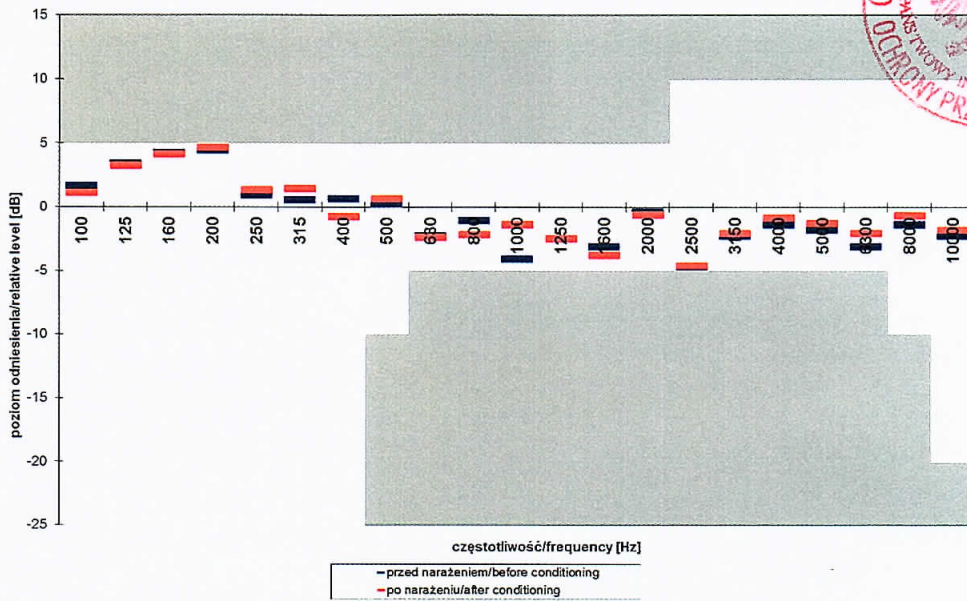 15
10
5
0
-5
-10
-15
-20
-25
poziom odniesienia/relative level [dB]
100 125 160 200 250 315 400 500 630 800 1000 1250 1600 2000 2500 3150 4000 5000 6300 8000 10000
częstotliwość/frequency [Hz]
przed narażeniem/before conditioning
po narażeniu/after conditioning
PAŃSTWOWY
OCHRONY